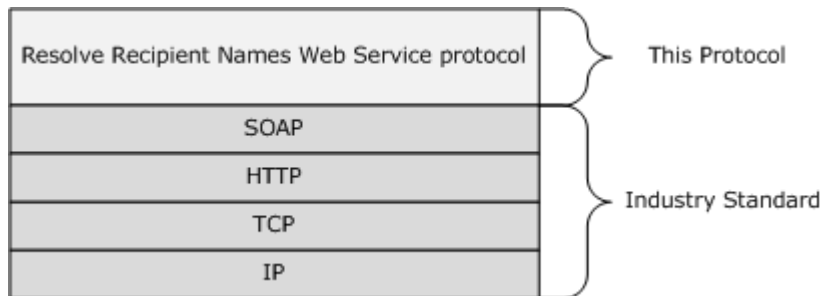 Resolve Recipient Names Web Service protocol
This Protocol
SOAP
HTTP
TCP
IP
Industry Standard